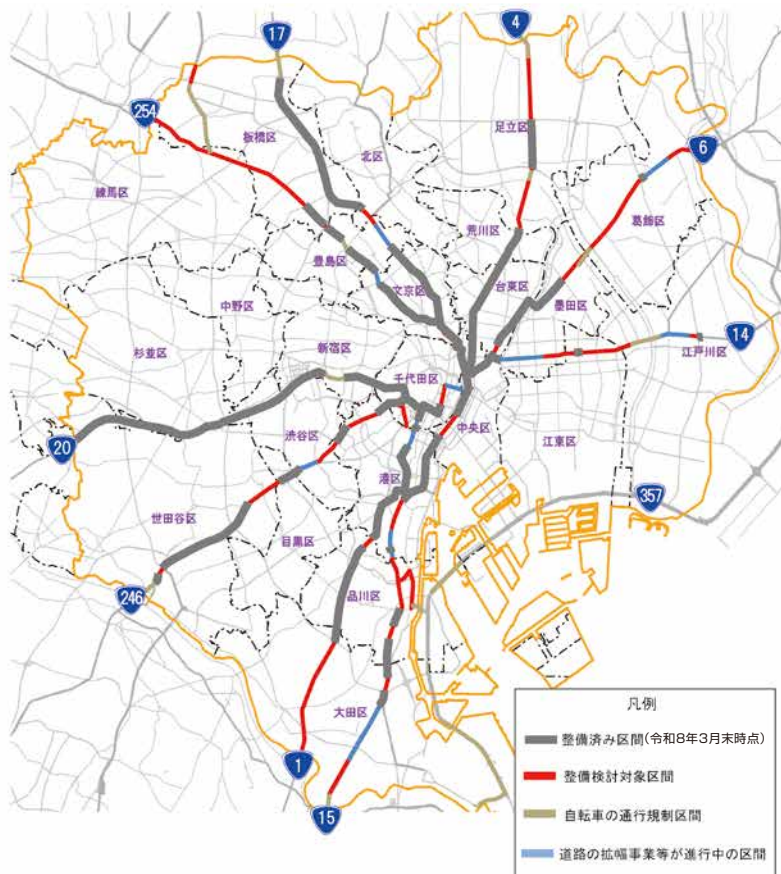 17
4
254
板橋区
北区
足立区
6
練馬区
葛飾区
荒川区
豊島区
文京区
台東区
墨田区
中野区
14
杉並区
新宿区
江戸川区
千代田区
中央区
20
渋谷区
江東区
港区
357
世田谷区
目黒区
246
品川区
大田区
1
15
凡例
整備済み区間(令和8年3月末時点)
整備検討対象区間
自転車の通行規制区間
道路の拡幅事業等が進行中の区間